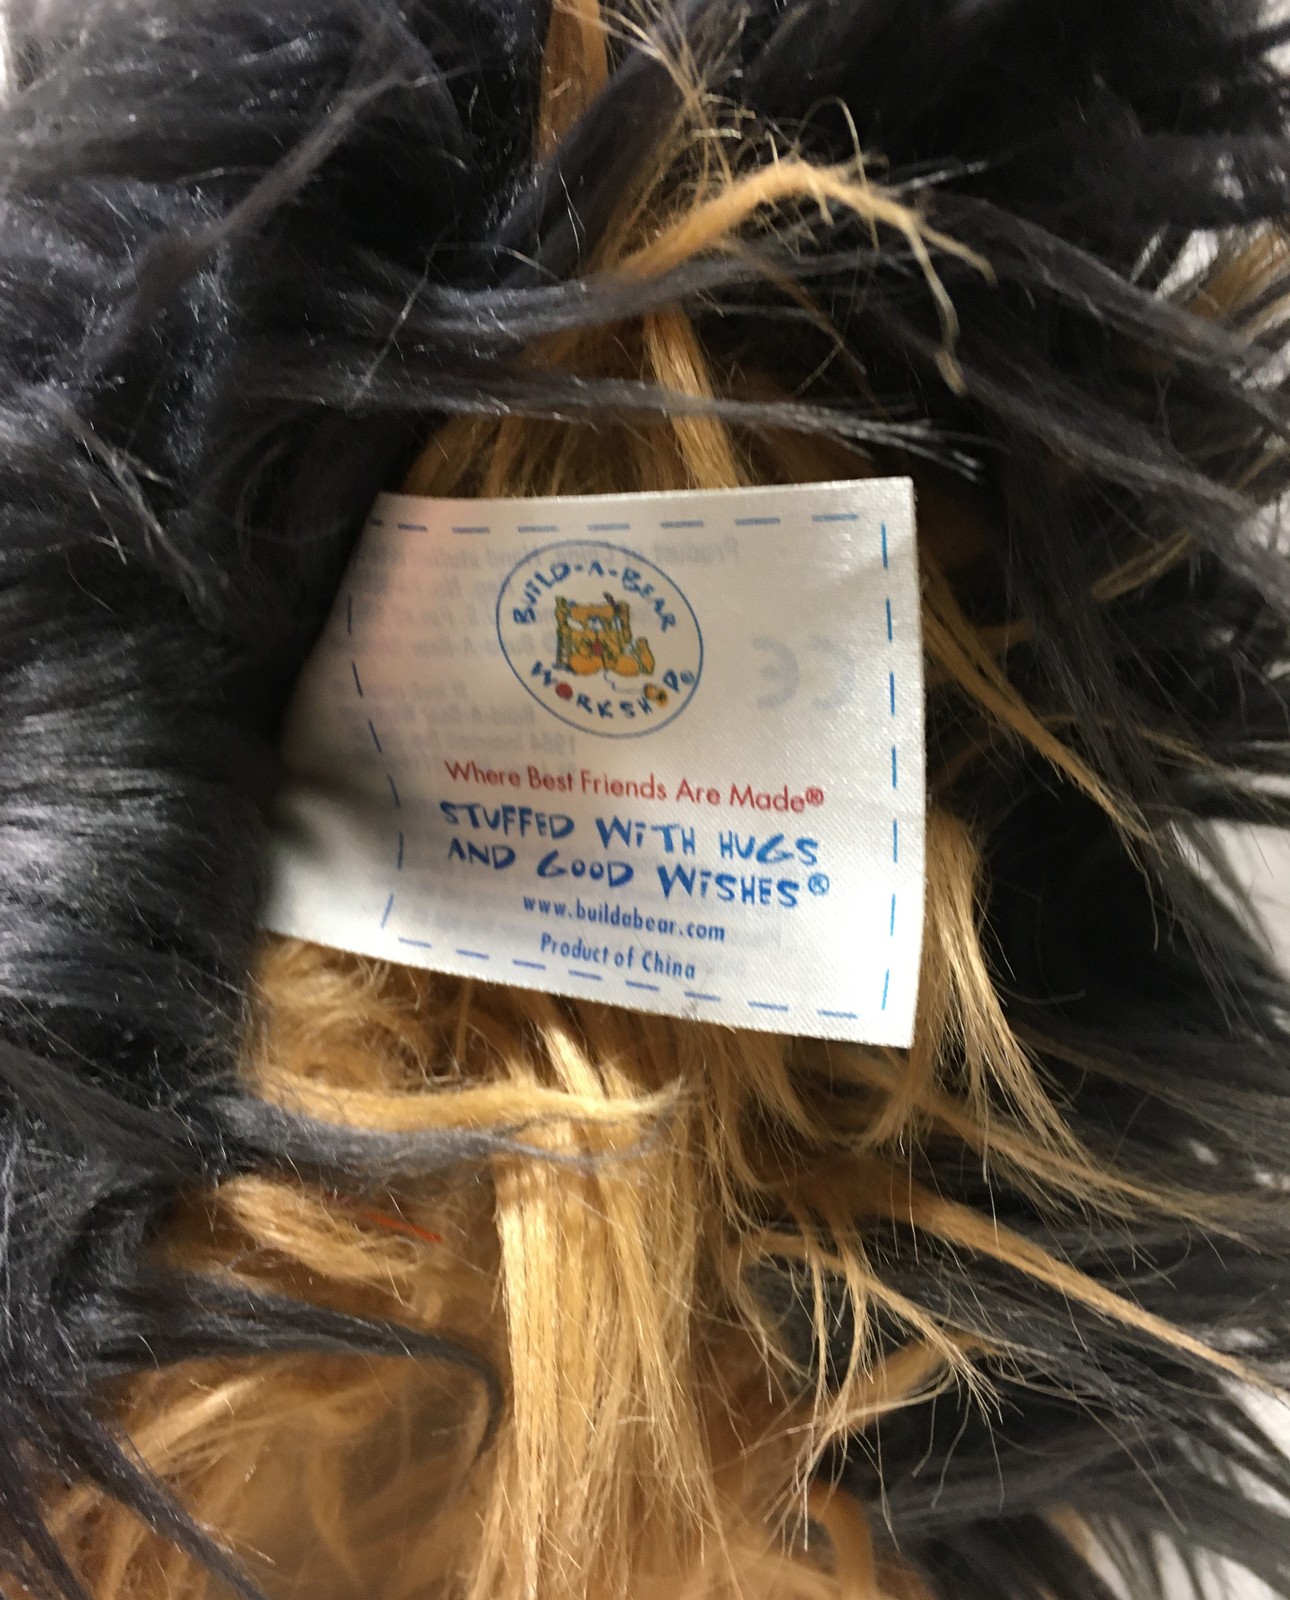 BUILD-A-BEAR
WORKSHOP®
Where Best Friends Are Made®
STUFFED WiTH HUGS
AND GOOD WiSHES®
www.buildabear.com
Product of China